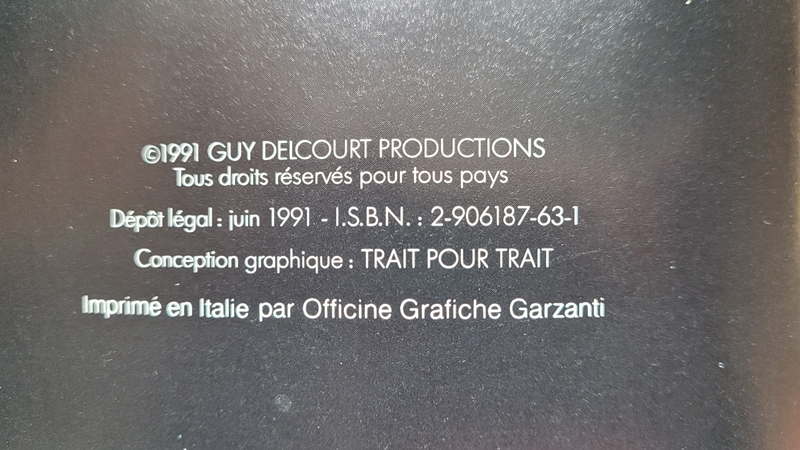 ©1991 GUY DELCOURT PRODUCTIONS
Tous droits réservés pour tous pays
Dépôt légal : juin 1991 - I.S.B.N. : 2-906187-63-1
Conception graphique : TRAIT POUR TRAIT
Imprimé en Italie par Officine Grafiche Garzanti